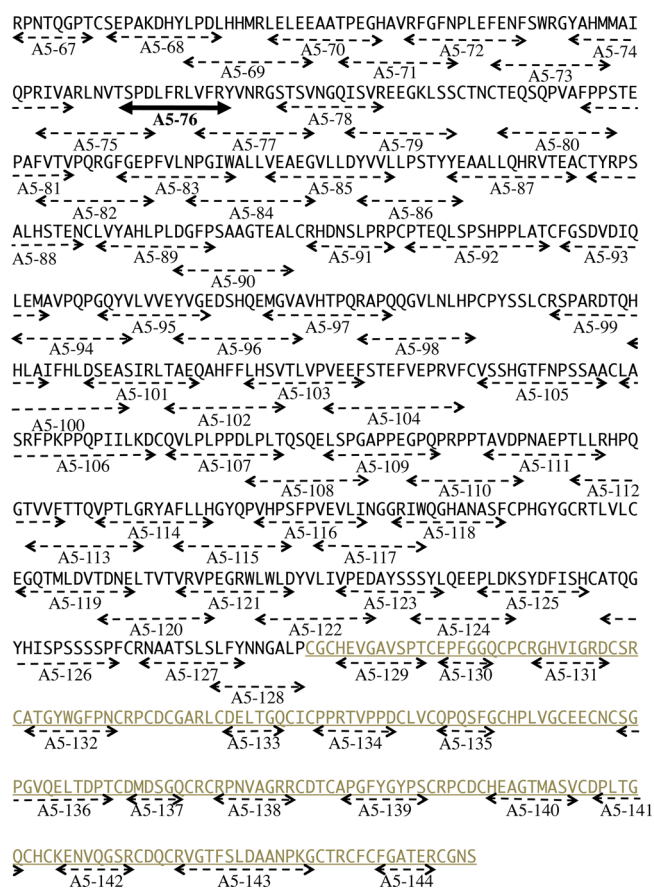 RPNTQGPTCSEPAKDHYLPDLHHMRLELEEAATPEGHAVRFGFNPLEFENFSWRGYAHMMAI
A5-67 A5-68 A5-70 A5-72 A5-74
A5-69 A5-71 A5-73
QPRIVARLNVTSPDLFRLVFRYVNRGSTSVNGQISVREEGKLSSCTNCTEQSQPVAFPPSTE
A5-76 A5-78
A5-75 A5-77 A5-79 A5-80
PAFVTVPQRGFGEPFVLNPGIWALLVEAEGVLLDYVVLLPSTYYEAALLQHRVTEACTYRPS
A5-81 A5-83 A5-85 A5-87
A5-82 A5-84 A5-86
ALHSTENCLVYAHLPLDGFPSAAGTEALCRHDNSLPRPCPTEQLSPSHPPLATCFGSDVDIQ
A5-88 A5-89 A5-91 A5-92 A5-93
A5-90
LEMAVPQPGQYVLVVEYVGEDSHQEMGVAVHTPQRAPQQGVLNLHPCPYSSLCRSPARDTQH
A5-95 A5-97 A5-99
A5-94 A5-96 A5-98
HLAIFHLDSEASIRLTAEQAHFFLHSVTLVPVEEFSTEFVEPRVFCVSSHGTFNPSSAACLA
A5-101 A5-103 A5-105
A5-100 A5-102 A5-104
SRFPKPPQPIILKDCQVLPLPPDLPLTQSQELSPGAPPEGPQPRPPTAVDPNAEPTLLRHPQ
A5-106 A5-107 A5-109 A5-111
A5-108 A5-110 A5-112
GTVVFTTQVPTLGRYAFLLHGYQPVHPSFPVEVLINGGRIWQGHANASFCPHGYGCRTLVLC
A5-114 A5-116 A5-118
A5-113 A5-115 A5-117
EGQTMLDVTDNELTVTVRVPEGRWLWLDYVLIVPEDAYSSSYLQEEPLDKSYDFISHCATQG
A5-119 A5-121 A5-123 A5-125
A5-120 A5-122 A5-124
YHISPSSSSPFCRNAATSLSLFYNNGALPCGCHEVGAVSPTCEPFGGQCPCRGHVIGRDCSR
A5-126 A5-127 A5-129 A5-130 A5-131
A5-128
CATGYWGFPNCRPCDCGARLCDELTGQCICPPRTVPPDCLVCQPQSFGCHPLVGCEECNCSG
A5-132 A5-133 A5-134 A5-135
PGVQELTDPTCDMDSGQCRCRPNVAGRRCDTCAPGFYGYPSCRPCDCHEAGTMASVCDPLTG
A5-136 A5-137 A5-138 A5-139 A5-140 A5-141
QCHCKENVQGSRCDQCRVGTFSLDAANPKGCTRCFCFGATERCGNS
A5-142 A5-143 A5-144